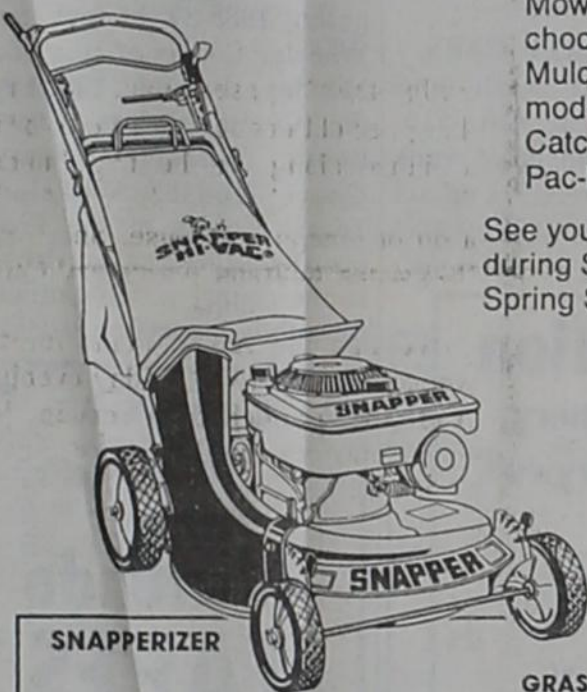 Mow
choo
Mulc
mod
Catc
Pac-
See you
during S
Spring S
SNAPPER
HI-VAC®
SNAPPER
SNAPPER
SNAPPERIZER
GRAS